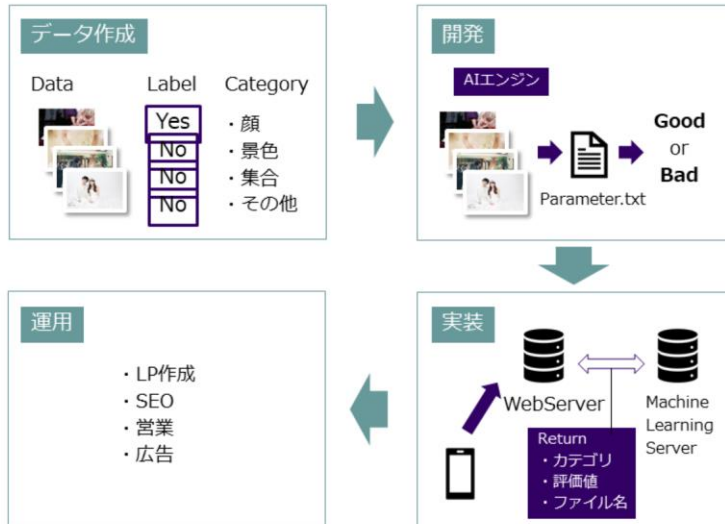 データ作成
Data Label Category
Yes ・顔
No ・景色
No ・集合
No ・その他
開発
AIエンジン
Good
or
Bad
Parameter.txt
実装
WebServer
Machine
Learning
Server
Return
・カテゴリ
・評価値
・ファイル名
運用
・LP作成
・SEO
・営業
・広告